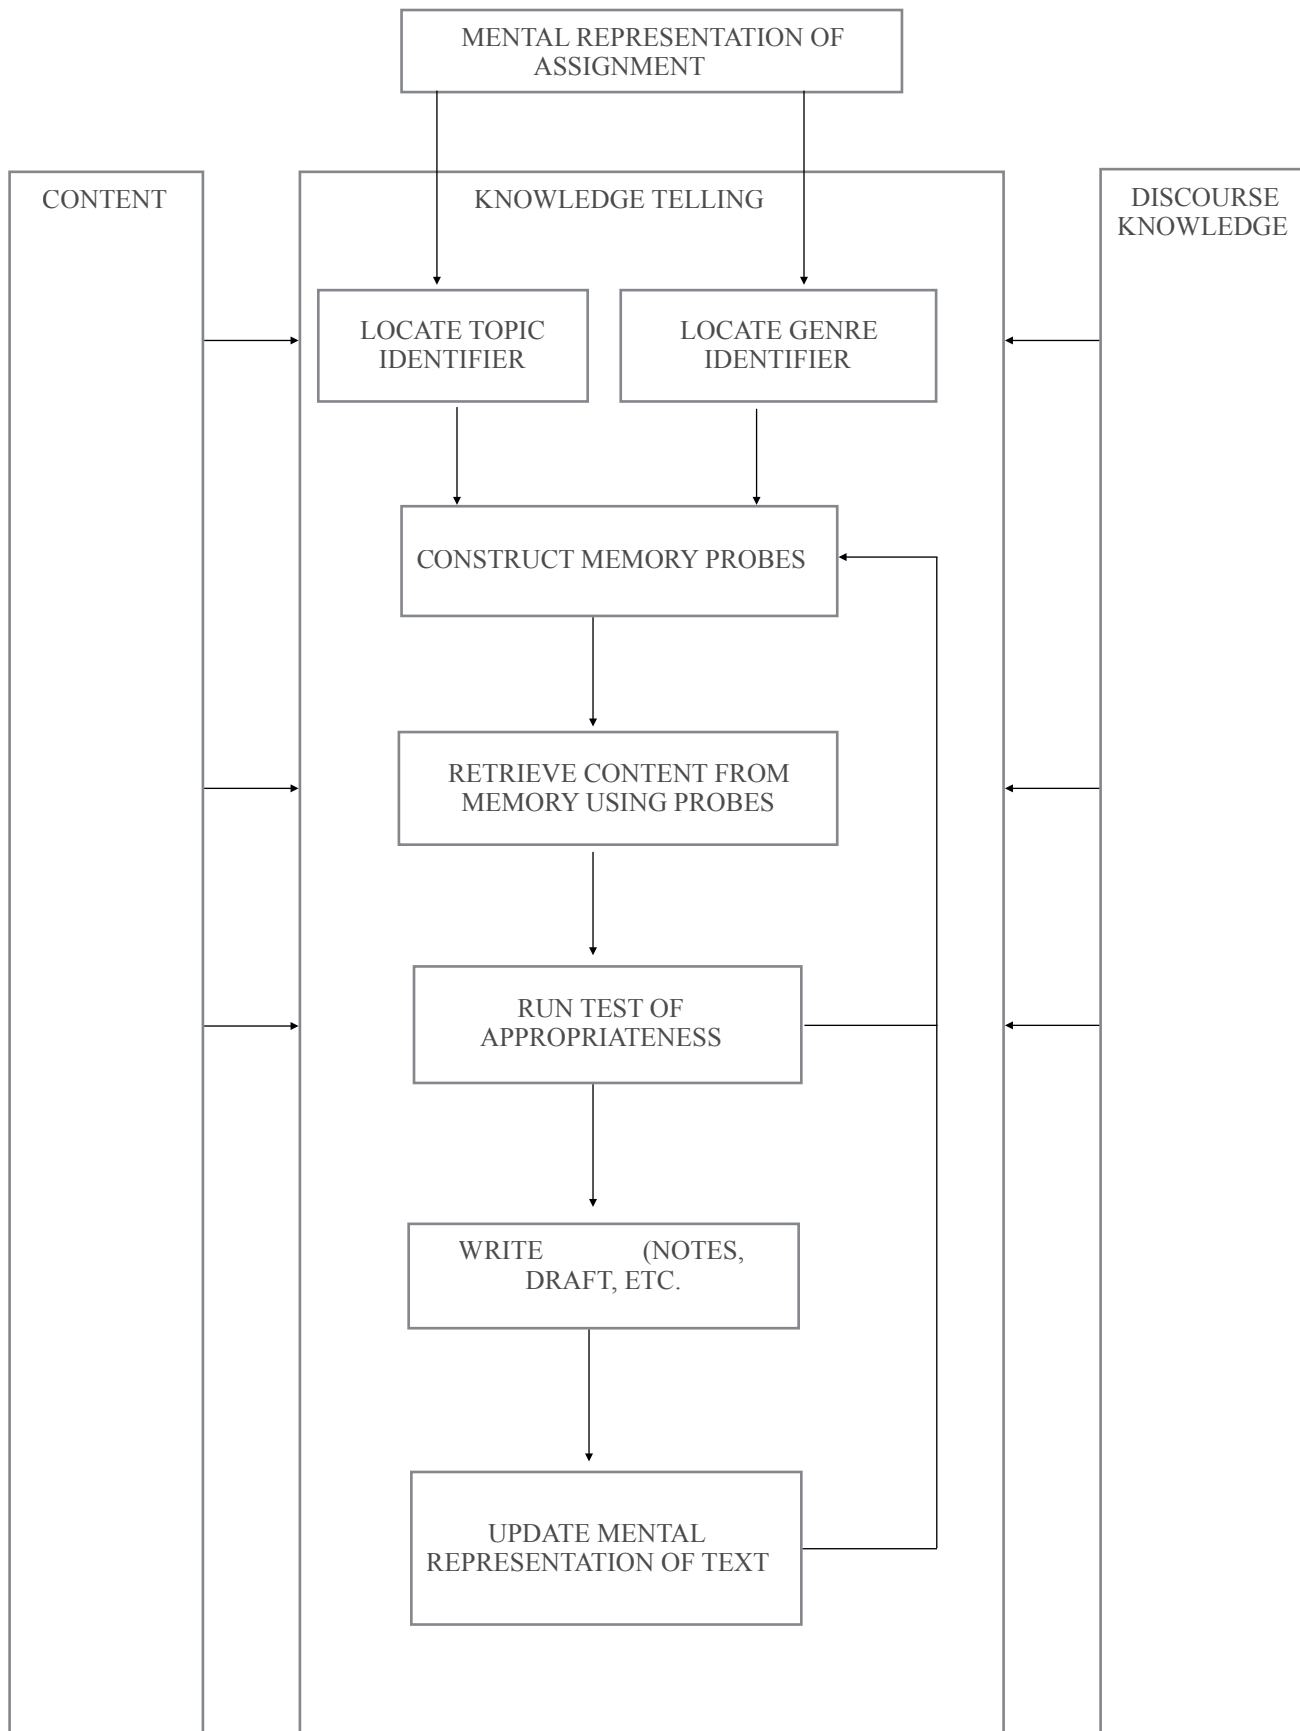 MENTAL REPRESENTATION OF
ASSIGNMENT
CONTENT
KNOWLEDGE TELLING
DISCOURSE
KNOWLEDGE
LOCATE TOPIC
IDENTIFIER
LOCATE GENRE
IDENTIFIER
CONSTRUCT MEMORY PROBES
RETRIEVE CONTENT FROM
MEMORY USING PROBES
RUN TEST OF
APPROPRIATENESS
WRITE (NOTES,
DRAFT, ETC.
UPDATE MENTAL
REPRESENTATION OF TEXT